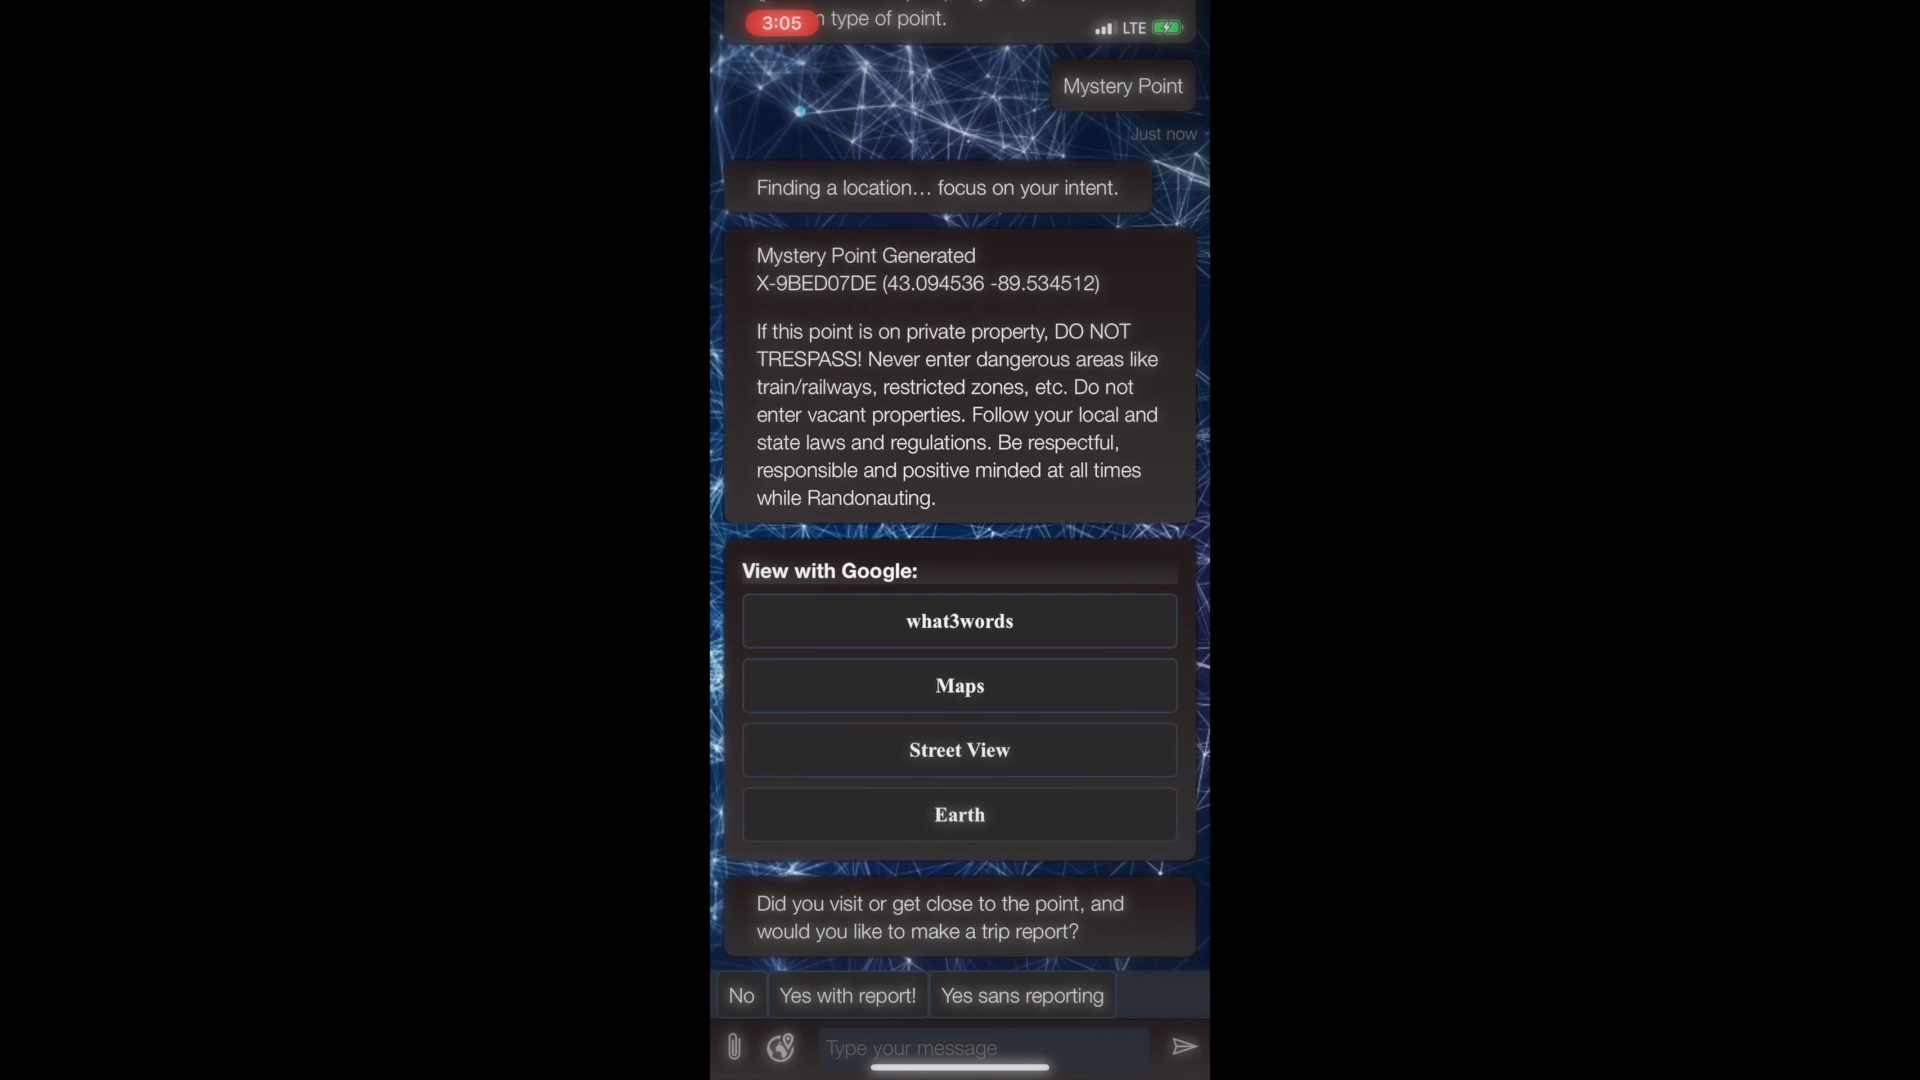 3:05
type of point.
LTE
Mystery Point
Just now
Finding a location... focus on your intent.
Mystery Point Generated
X-9BED07DE (43.094536 -89.534512)
If this point is on private property, DO NOT
TRESPASS! Never enter dangerous areas like
train/railways, restricted zones, etc. Do not
enter vacant properties. Follow your local and
state laws and regulations. Be respectful,
responsible and positive minded at all times
while Randonauting.
View with Google:
what3words
Maps
Street View
Earth
Did you visit or get close to the point, and
would you like to make a trip report?
No
Yes with report!
Yes sans reporting
Type your message